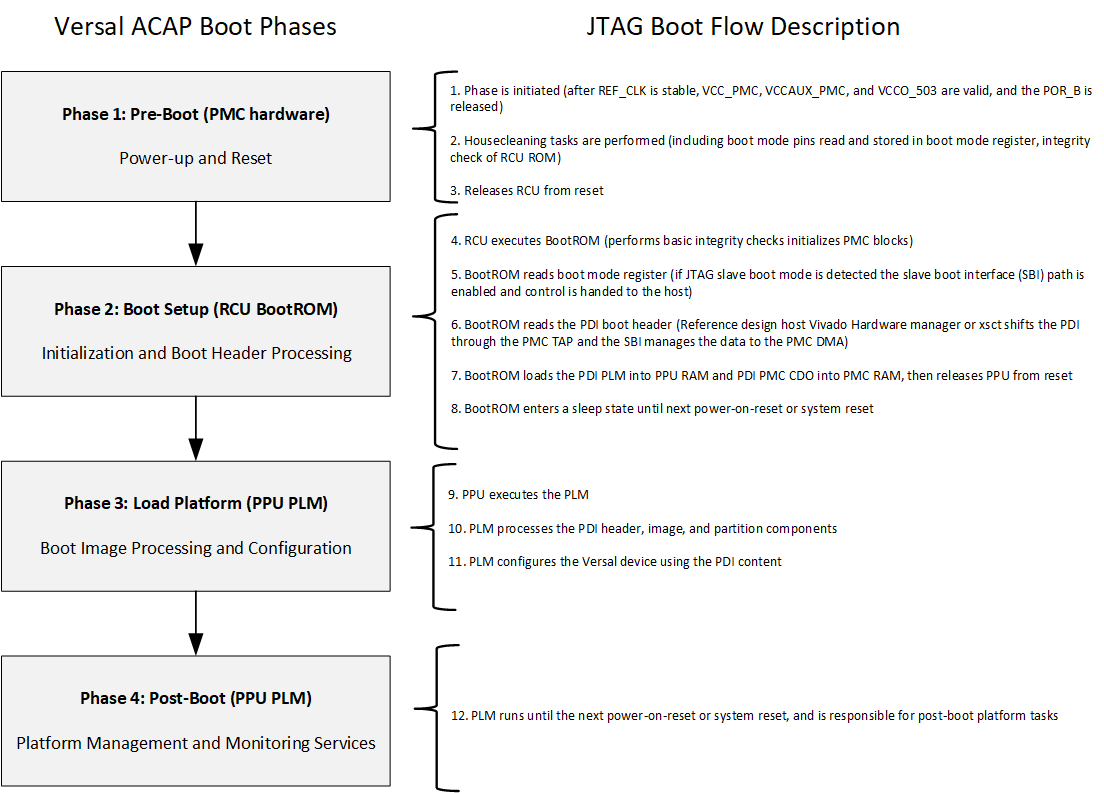 Versal ACAP Boot Phases
JTAG Boot Flow Description
Phase 1: Pre-Boot (PMC hardware)
Power-up and Reset
1. Phase is initiated (after REF_CLK is stable, VCC_PMC, VCCAUX_PMC, and VCCO_503 are valid, and the POR_B is
released)
2. Housecleaning tasks are performed (including boot mode pins read and stored in boot mode register, integrity
check of RCU ROM)
3. Releases RCU from reset
Phase 2: Boot Setup (RCU BootROM)
Initialization and Boot Header Processing
4. RCU executes BootROM (performs basic integrity checks initializes PMC blocks)
5. BootROM reads boot mode register (if JTAG slave boot mode is detected the slave boot interface (SBI) path is
enabled and control is handed to the host)
6. BootROM reads the PDI boot header (Reference design host Vivado Hardware manager or xsct shifts the PDI
through the PMC TAP and the SBI manages the data to the PMC DMA)
7. BootROM loads the PDI PLM into PPU RAM and PDI PMC CDO into PMC RAM, then releases PPU from reset
8. BootROM enters a sleep state until next power-on-reset or system reset
Phase 3: Load Platform (PPU PLM)
Boot Image Processing and Configuration
9. PPU executes the PLM
10. PLM processes the PDI header, image, and partition components
11. PLM configures the Versal device using the PDI content
Phase 4: Post-Boot (PPU PLM)
Platform Management and Monitoring Services
12. PLM runs until the next power-on-reset or system reset, and is responsible for post-boot platform tasks